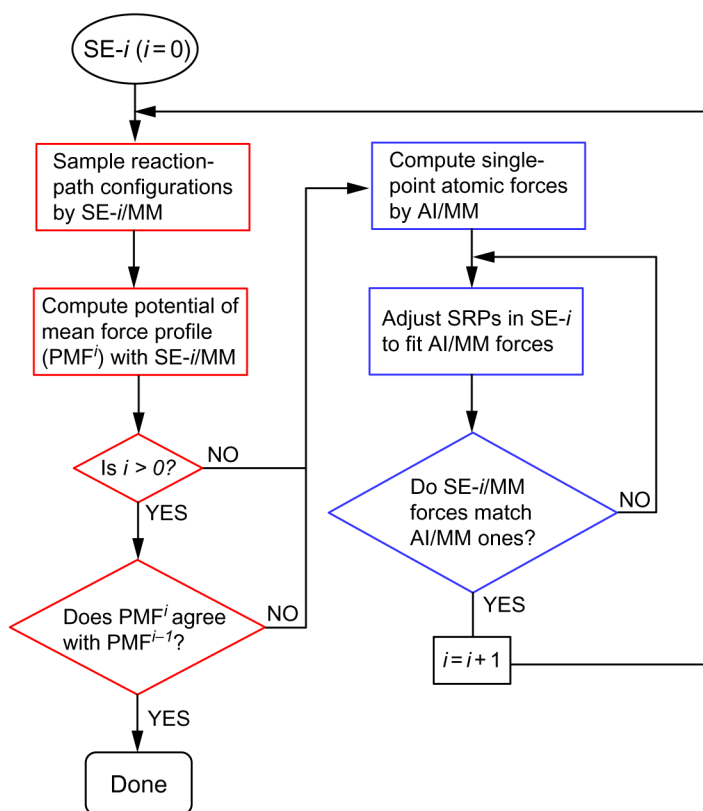 SE-i (i=0)
Sample reaction-
path configurations
by SE-i/MM
Compute potential of
mean force profile
(PMFⁱ) with SE-i/MM
Is i > 0?
NO
YES
Does PMFⁱ agree
with PMFⁱ⁻¹?
NO
YES
Done
Compute single-
point atomic forces
by AI/MM
Adjust SRPs in SE-i
to fit AI/MM forces
Do SE-i/MM
forces match
AI/MM ones?
NO
YES
i=i+1